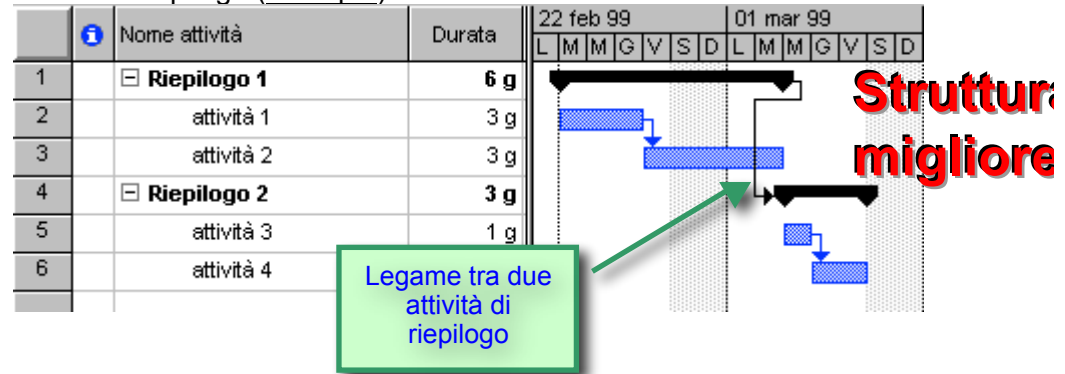 22 feb 99 01 mar 99
Nome attività Durata L M M G V S D L M M G V S D
1 Riepilogo 1 6 g
2 attività 1 3 g
3 attività 2 3 g
4 Riepilogo 2 3 g
5 attività 3 1 g
6 attività 4
Struttura
migliore
Legame tra due
attività di
riepilogo